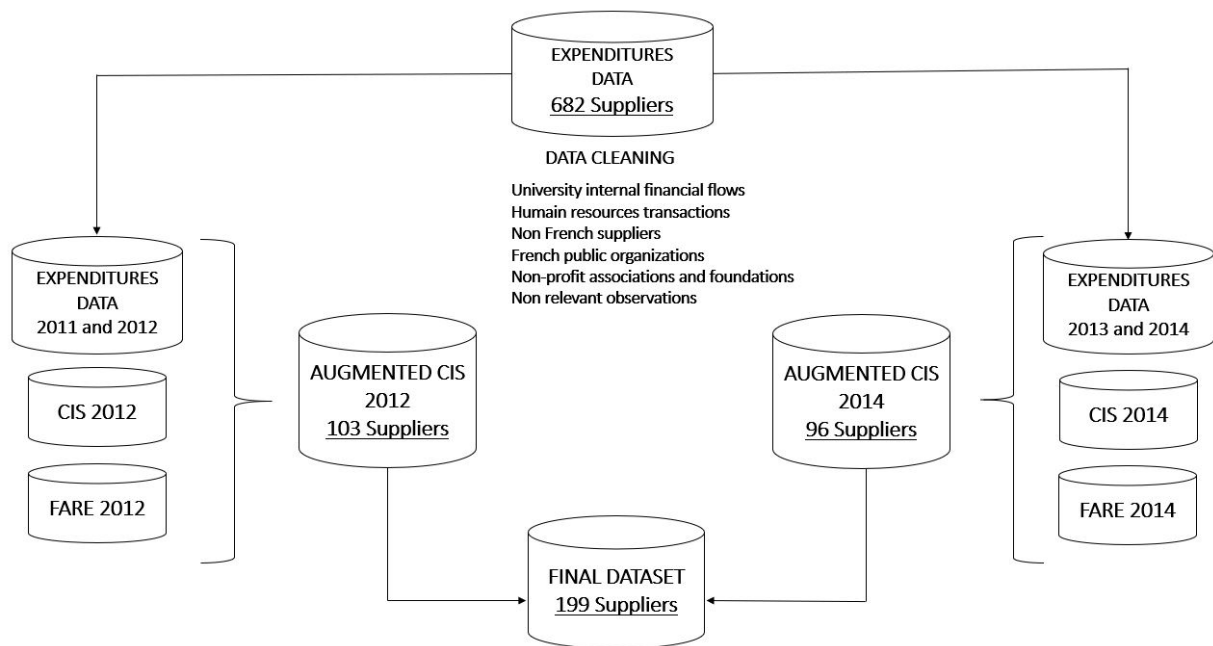 EXPENDITURES
DATA
682 Suppliers
DATA CLEANING
University internal financial flows
Humain resources transactions
Non French suppliers
French public organizations
Non-profit associations and foundations
Non relevant observations
EXPENDITURES
DATA
2011 and 2012
CIS 2012
FARE 2012
AUGMENTED CIS
2012
103 Suppliers
AUGMENTED CIS
2014
96 Suppliers
EXPENDITURES
DATA
2013 and 2014
CIS 2014
FARE 2014
FINAL DATASET
199 Suppliers